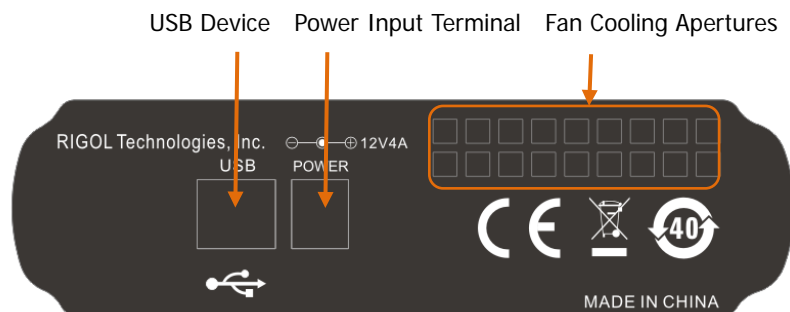 USB Device Power Input Terminal Fan Cooling Apertures
RIGOL Technologies, Inc. 12V4A
USB POWER
CE 40
MADE IN CHINA